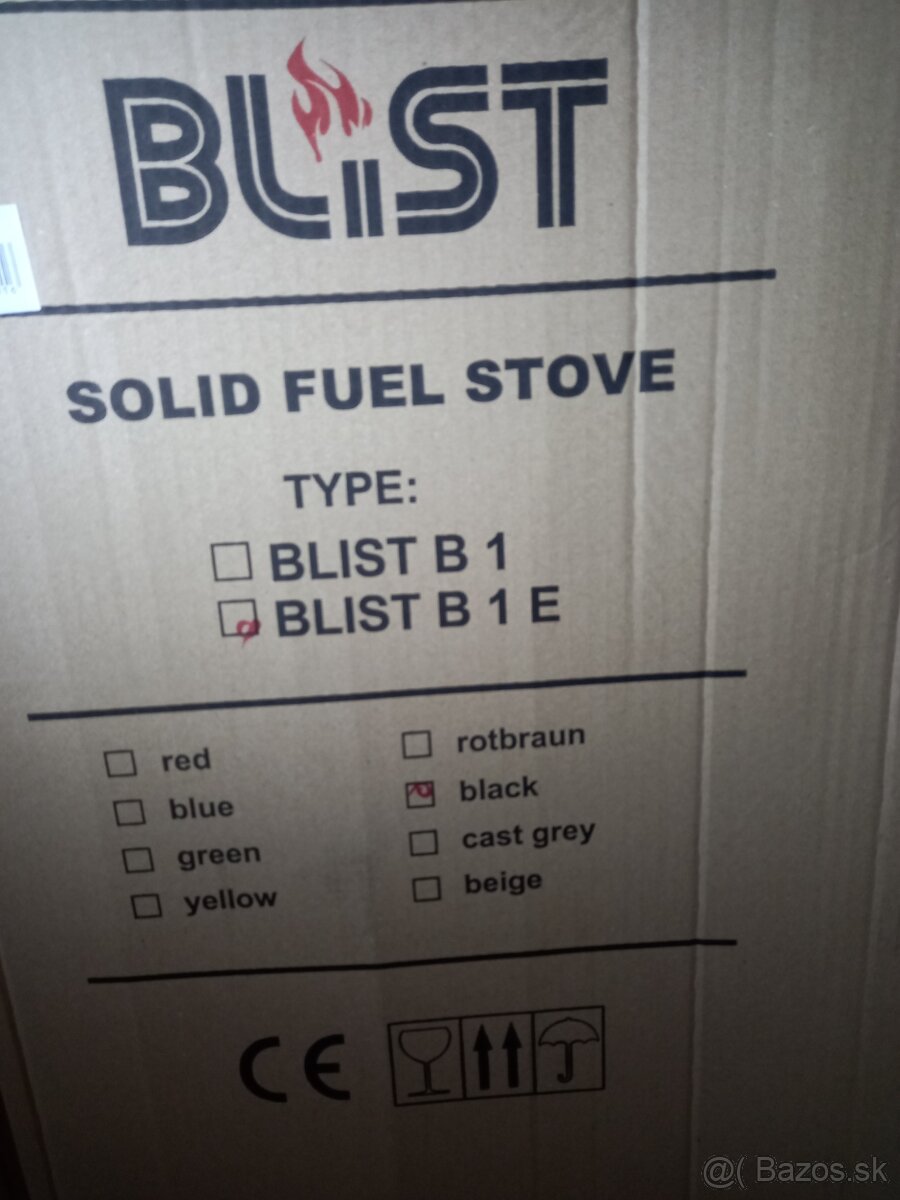 BLiST
SOLID FUEL STOVE
TYPE:
BLIST B 1
BLIST B 1 E
red
blue
green
yellow
rotbraun
black
cast grey
beige
CE
@( Bazos.sk